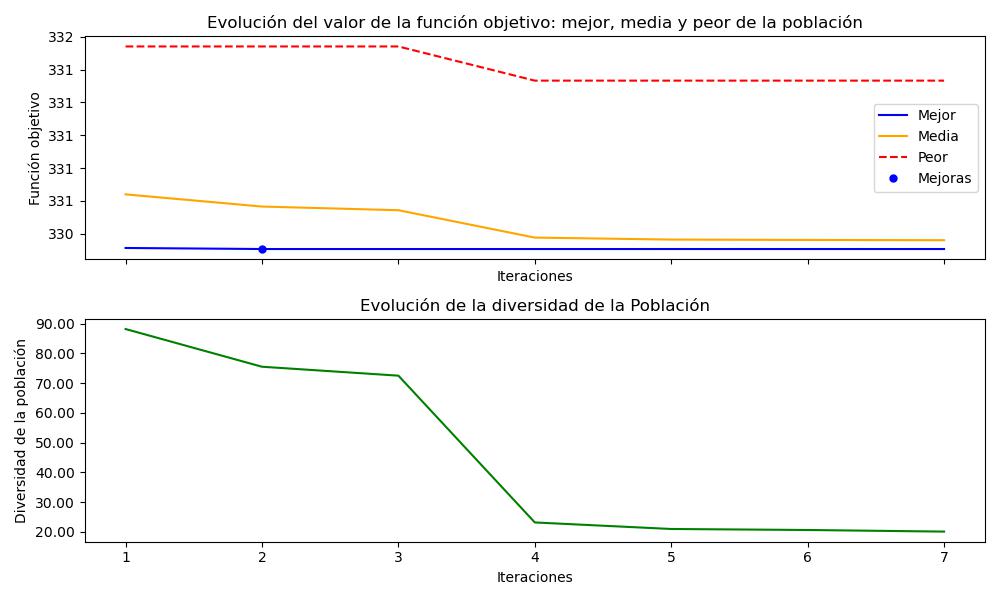 Evolución del valor de la función objetivo: mejor, media y peor de la población
332
331
331
331
331
331
330
Función objetivo
Mejor
Media
Peor
Mejoras
Iteraciones
Evolución de la diversidad de la Población
90.00
80.00
70.00
60.00
50.00
40.00
30.00
20.00
Diversidad de la población
1 2 3 4 5 6 7
Iteraciones